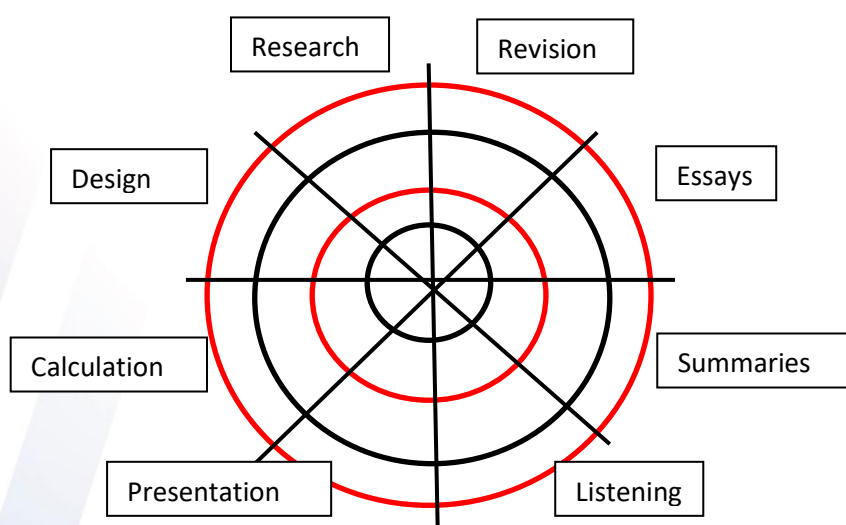 Research
Revision
Design
Essays
Calculation
Summaries
Presentation
Listening